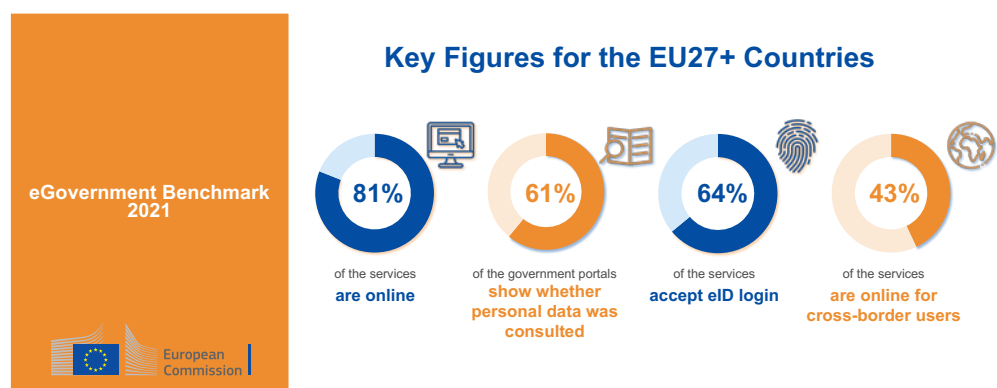 eGovernment Benchmark
2021
European
Commission
Key Figures for the EU27+ Countries
81%
of the services
are online
61%
of the government portals
show whether
personal data was
consulted
64%
of the services
accept eID login
43%
of the services
are online for
cross-border users